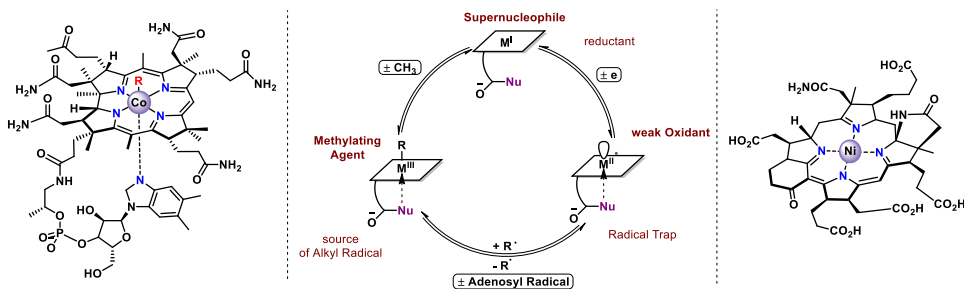 O
NH2
O
O
H
O
H2N
R
N
N
NH2
Co
H
N
N
H2N
O
O
NH2
O
NH
N
N
HO
O
O
P
O
O
O
HO
Supernucleophile
M^I
reductant
± CH3
± e
Nu
O
-
Methylating
Agent
R
M^III
Nu
O
-
source
of Alkyl Radical
weak Oxidant
M^II•
Nu
O
-
Radical Trap
+ R•
- R•
± Adenosyl Radical
HO2C
H2NOC
O
H
N
HN
HO2C
N
Ni
N
N
O
CO2H
CO2H
CO2H